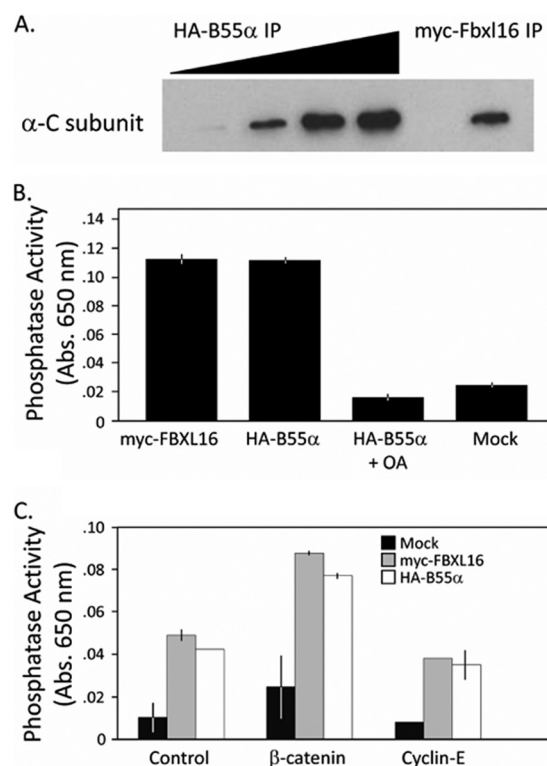 A.
HA-B55α IP
myc-Fbxl16 IP
α-C subunit
B.
Phosphatase Activity
(Abs. 650 nm)
.14
.12
.10
.08
.06
.04
.02
0
myc-FBXL16
HA-B55α
HA-B55α
+ OA
Mock
C.
Phosphatase Activity
(Abs. 650 nm)
.10
.08
.06
.04
.02
0
Mock
myc-FBXL16
HA-B55α
Control
β-catenin
Cyclin-E